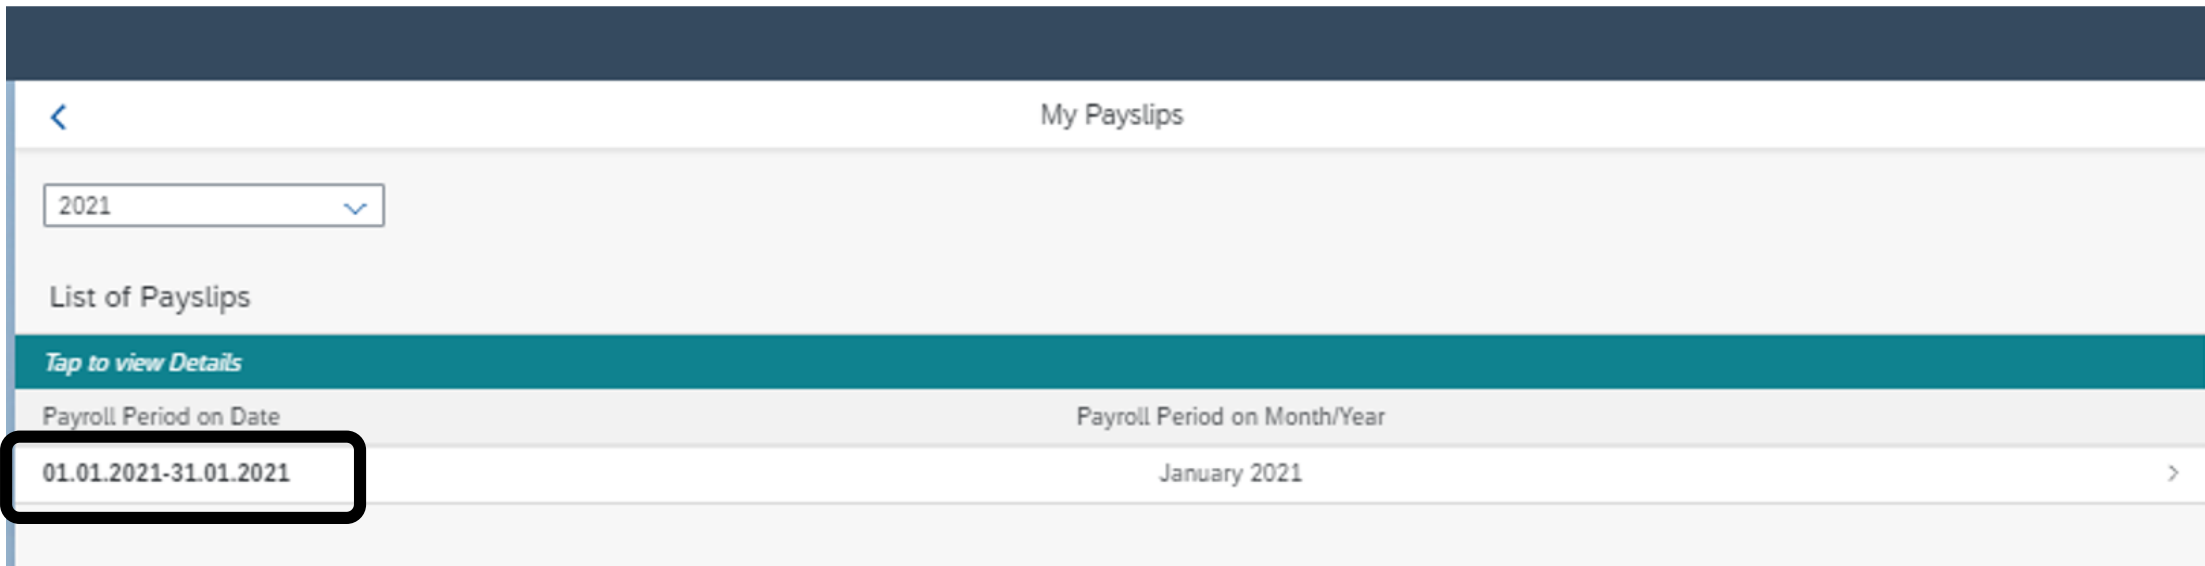 My Payslips
2021
List of Payslips
Tap to view Details
Payroll Period on Date Payroll Period on Month/Year
01.01.2021-31.01.2021 January 2021